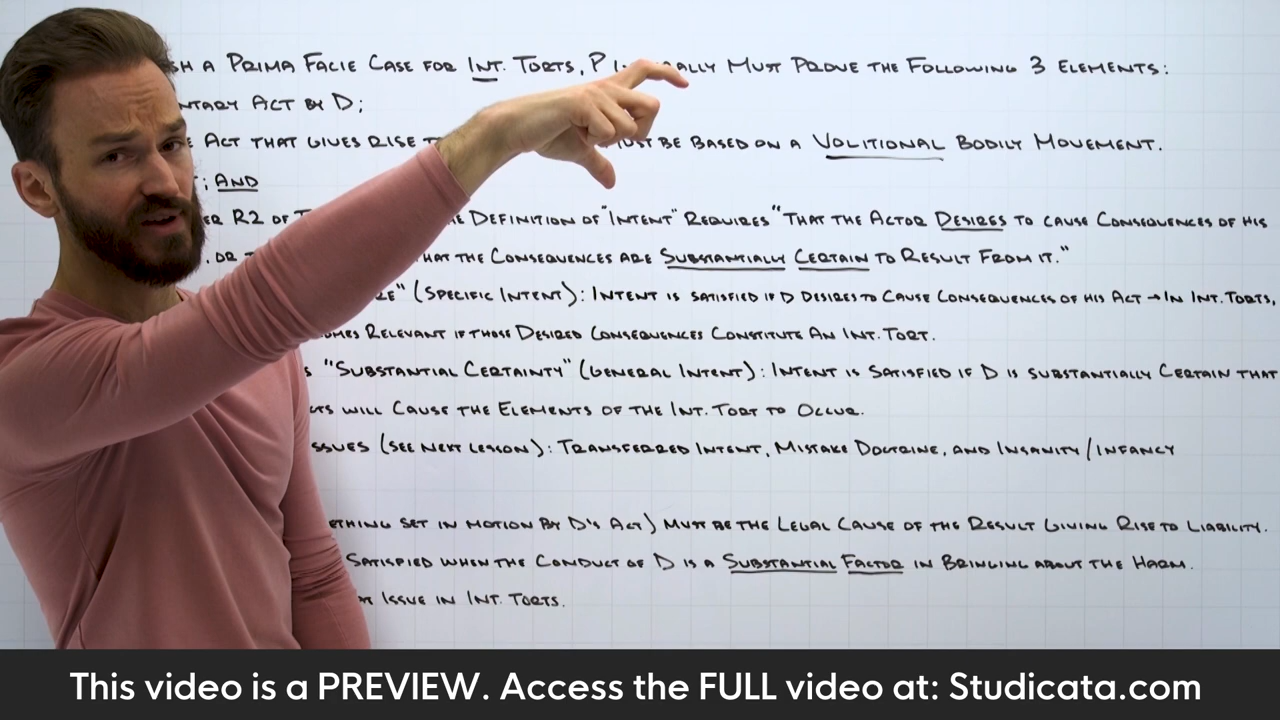 SH A PRIMA FACIE CASE FOR INT. TORTS, P MUST PROVE THE FOLLOWING 3 ELEMENTS:
NTARY ACT BY D;
ACT THAT GIVES RISE BE BASED ON A VOLITIONAL BODILY MOVEMENT.
; AND
ER R2 OF DEFINITION OF "INTENT" REQUIRES "THAT THE ACTOR DESIRES TO CAUSE CONSEQUENCES OF HIS
, OR HAT THE CONSEQUENCES ARE SUBSTANTIALLY CERTAIN TO RESULT FROM IT."
RE" (SPECIFIC INTENT): INTENT IS SATISFIED IF D DESIRES TO CAUSE CONSEQUENCES OF HIS ACT → IN INT. TORTS,
OMES RELEVANT IF THOSE DESIRED CONSEQUENCES CONSTITUTE AN INT. TORT.
S "SUBSTANTIAL CERTAINTY" (GENERAL INTENT): INTENT IS SATISFIED IF D IS SUBSTANTIALLY CERTAIN THAT
CTS WILL CAUSE THE ELEMENTS OF THE INT. TORT TO OCCUR.
ISSUES (SEE NEXT LESSON): TRANSFERRED INTENT, MISTAKE DOCTRINE, AND INSANITY/INFANCY
ETHING SET IN MOTION BY D'S ACT) MUST BE THE LEGAL CAUSE OF THE RESULT GIVING RISE TO LIABILITY.
SATISFIED WHEN THE CONDUCT OF D IS A SUBSTANTIAL FACTOR IN BRINGING ABOUT THE HARM.
ISSUE IN INT. TORTS.
This video is a PREVIEW. Access the FULL video at: Studicata.com